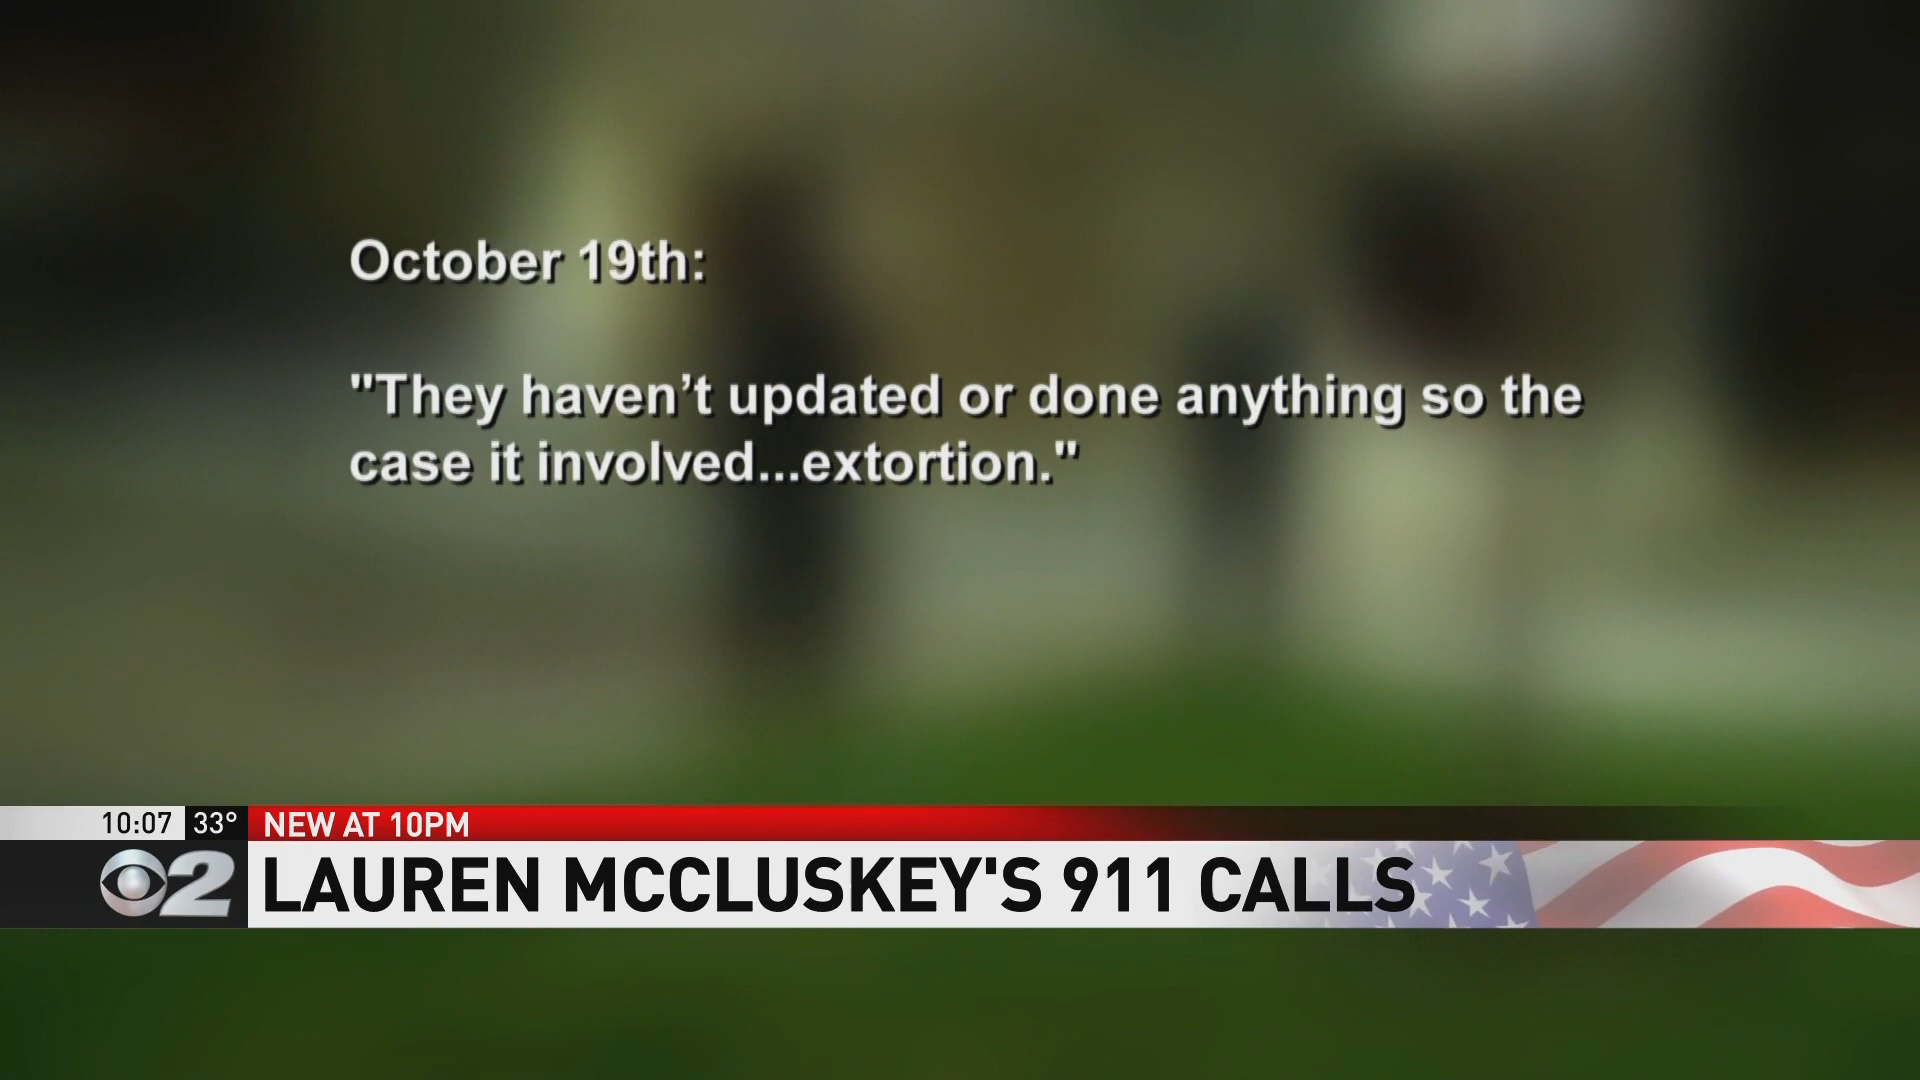 October 19th:
"They haven’t updated or done anything so the
case it involved...extortion."
10:07 33° NEW AT 10PM
2 LAUREN MCCLUSKEY'S 911 CALLS